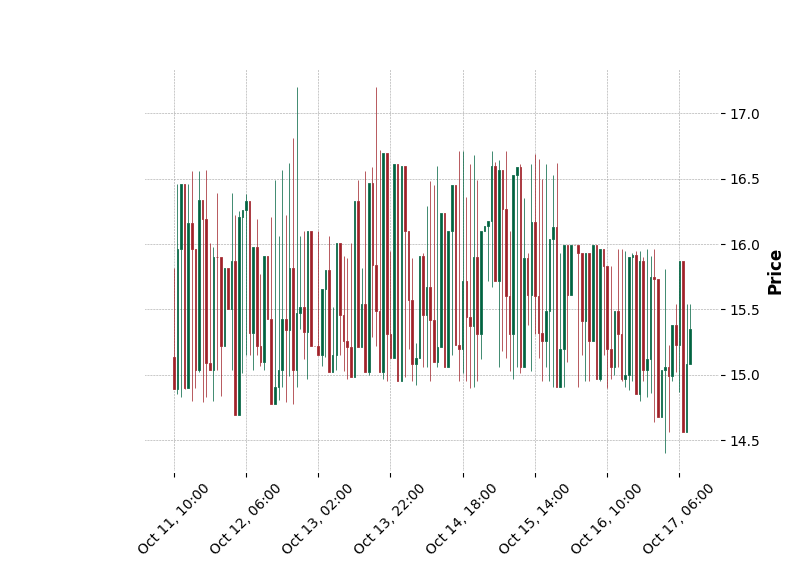 17.0
16.5
16.0
15.5
15.0
14.5
Price
Oct 11, 10:00
Oct 12, 06:00
Oct 13, 02:00
Oct 13, 22:00
Oct 14, 18:00
Oct 15, 14:00
Oct 16, 10:00
Oct 17, 06:00